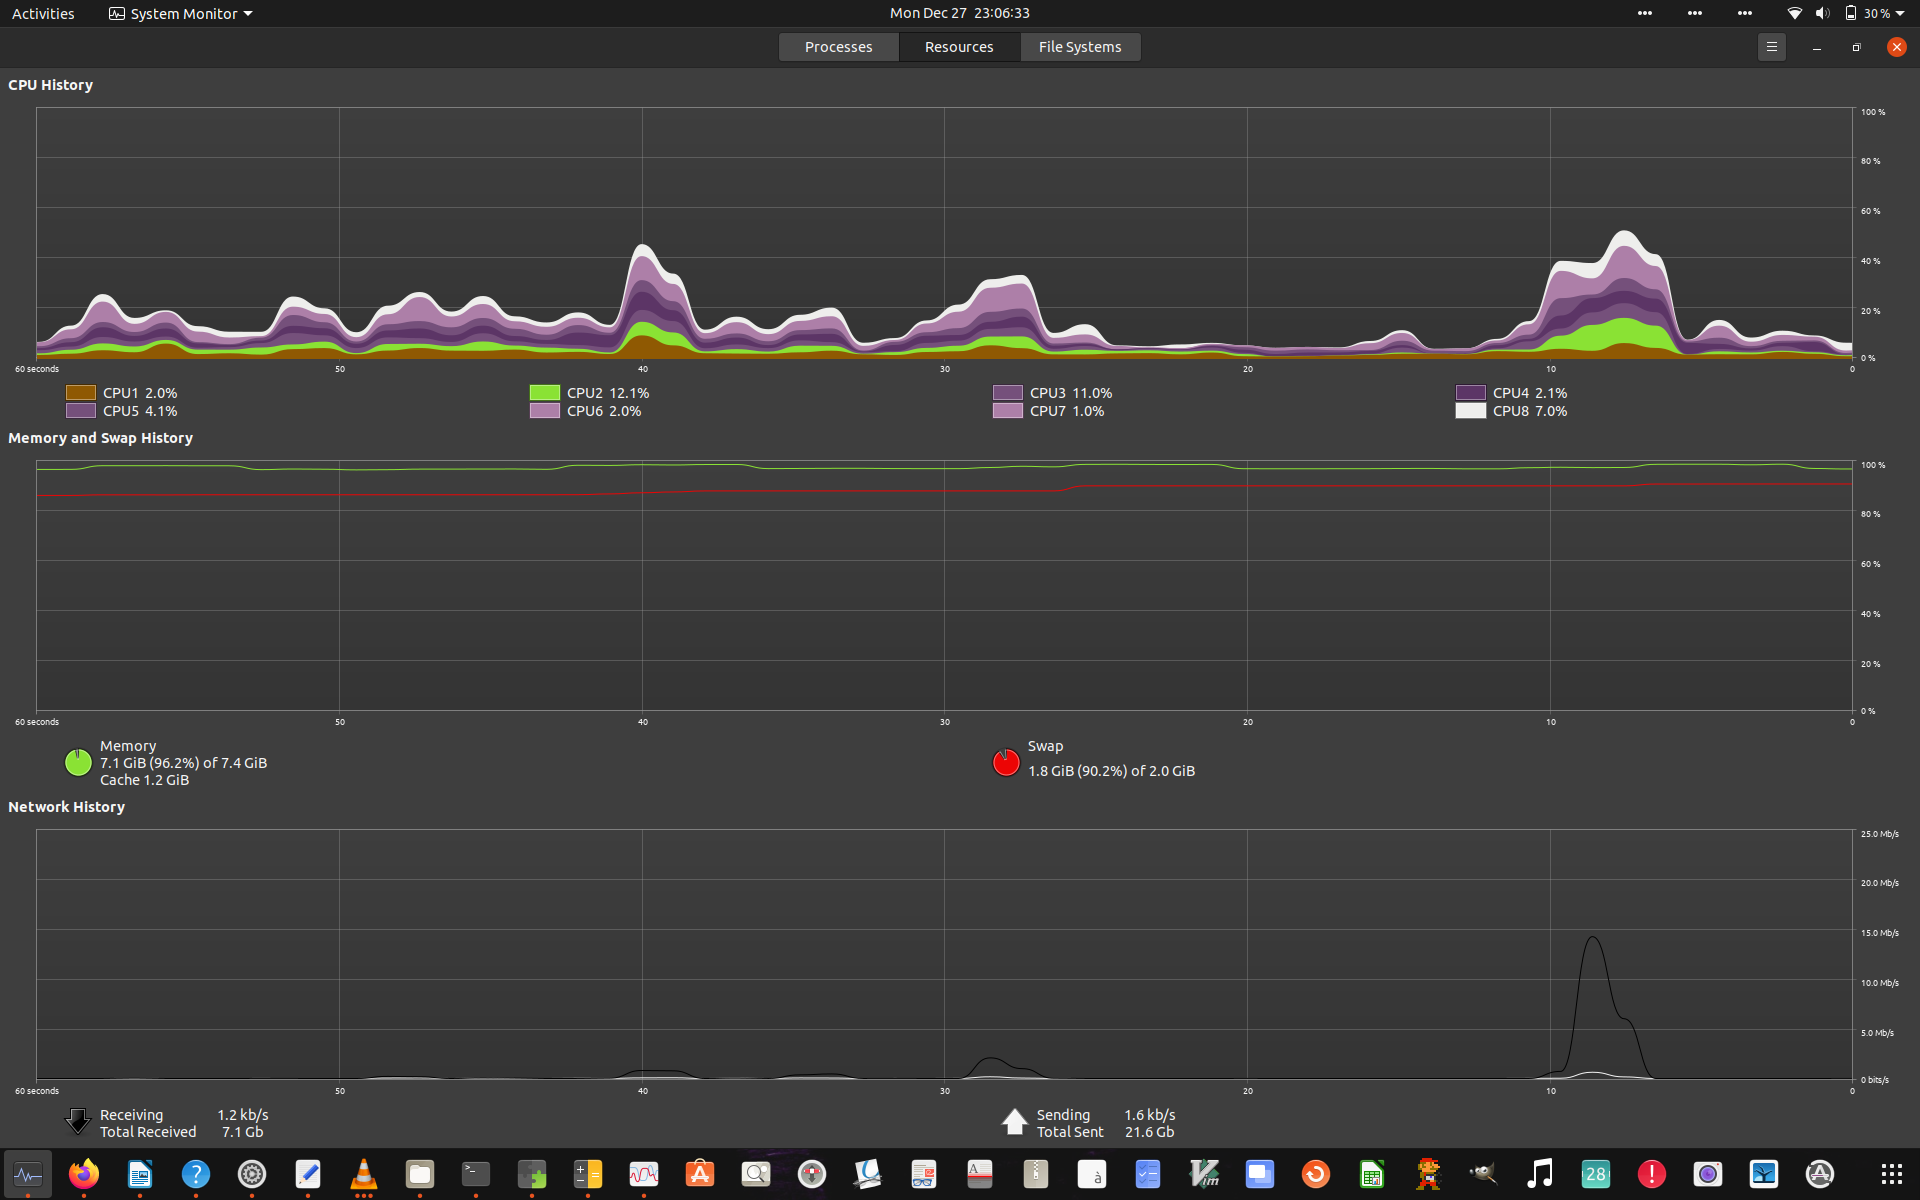 Activities System Monitor Mon Dec 27 23:06:33 30 %
Processes Resources File Systems
CPU History
100 %
80 %
60 %
40 %
20 %
0 %
60 seconds 50 40 30 20 10 0
CPU1 2.0% CPU2 12.1% CPU3 11.0% CPU4 2.1%
CPU5 4.1% CPU6 2.0% CPU7 1.0% CPU8 7.0%
Memory and Swap History
100 %
80 %
60 %
40 %
20 %
0 %
60 seconds 50 40 30 20 10 0
Memory Swap
7.1 GiB (96.2%) of 7.4 GiB 1.8 GiB (90.2%) of 2.0 GiB
Cache 1.2 GiB
Network History
25.0 Mb/s
20.0 Mb/s
15.0 Mb/s
10.0 Mb/s
5.0 Mb/s
0 bits/s
60 seconds 50 40 30 20 10 0
Receiving 1.2 kb/s Sending 1.6 kb/s
Total Received 7.1 Gb Total Sent 21.6 Gb
? >_ A à Vim 28 !